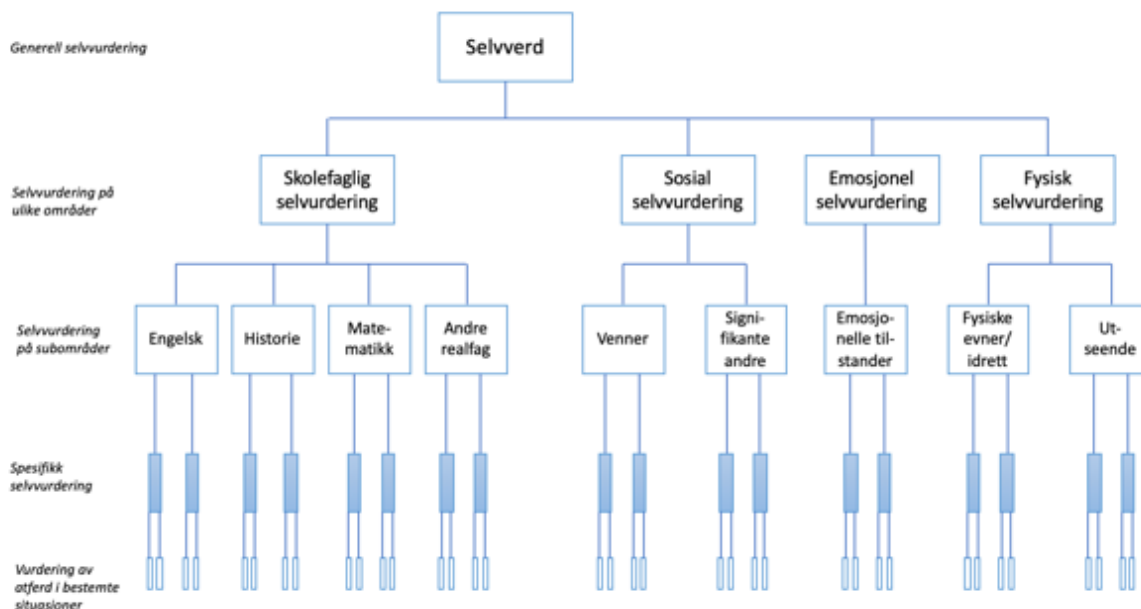 Generell selvvurdering
Selvverd
Selvvurdering på
ulike områder
Skolefaglig
selvurdering
Sosial
selvvurdering
Emosjonel
selvvurdering
Fysisk
selvvurdering
Selvvurdering
på subområder
Engelsk
Historie
Mate-
matikk
Andre
realfag
Venner
Signi-
fikante
andre
Emosjo-
nelle til-
stander
Fysiske
evner/
idrett
Ut-
seende
Spesifikk
selvvurdering
Vurdering av
atferd i bestemte
situasjoner